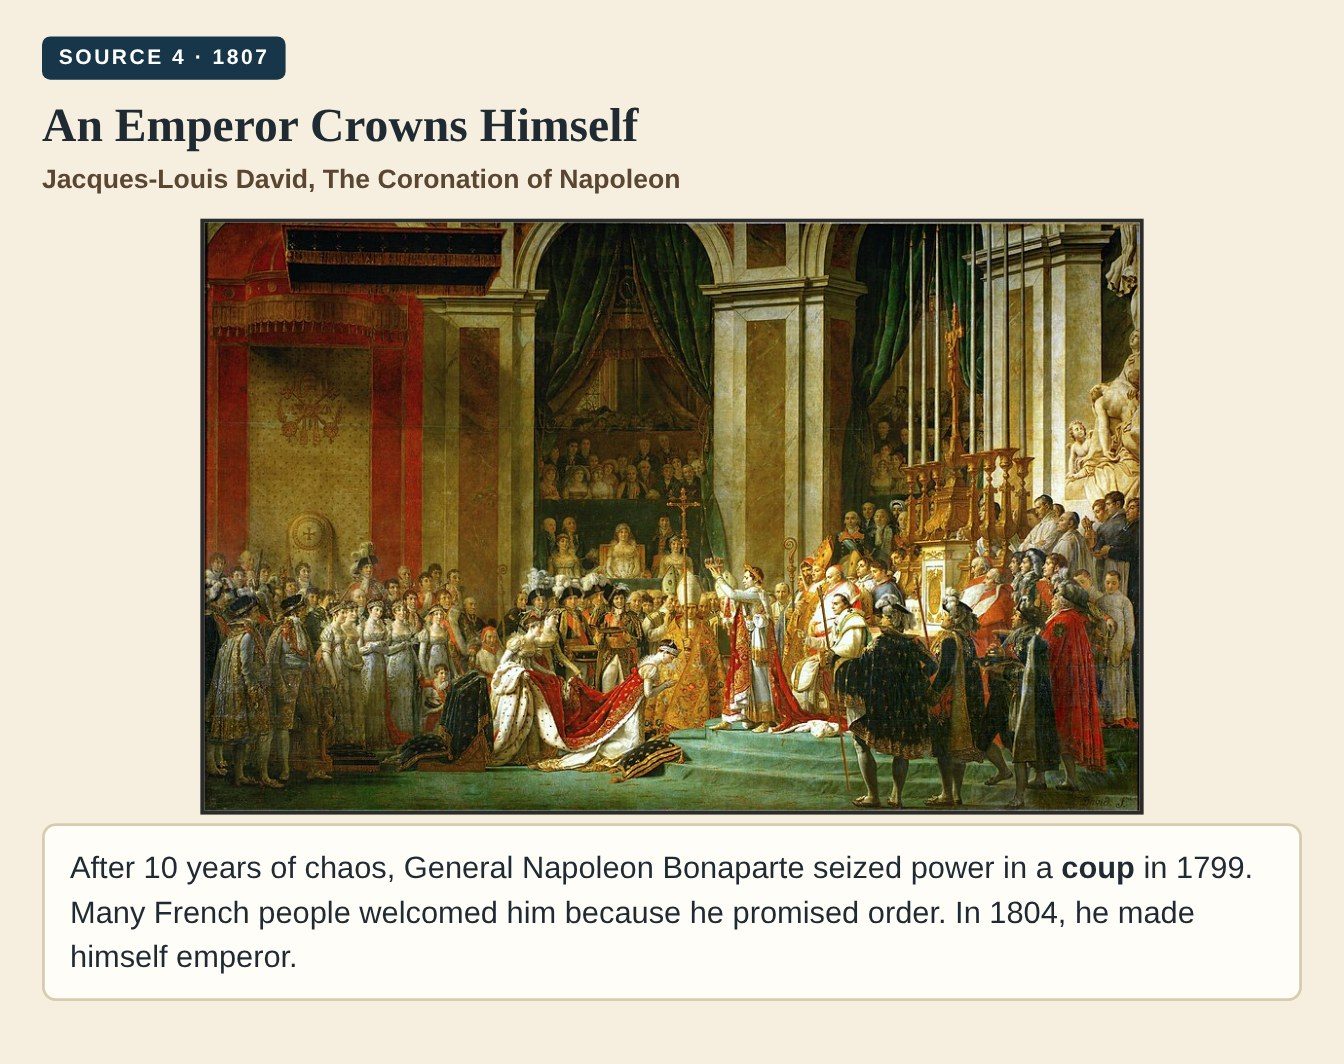 SOURCE 4 · 1807
An Emperor Crowns Himself
Jacques-Louis David, The Coronation of Napoleon
After 10 years of chaos, General Napoleon Bonaparte seized power in a coup in 1799.
Many French people welcomed him because he promised order. In 1804, he made
himself emperor.